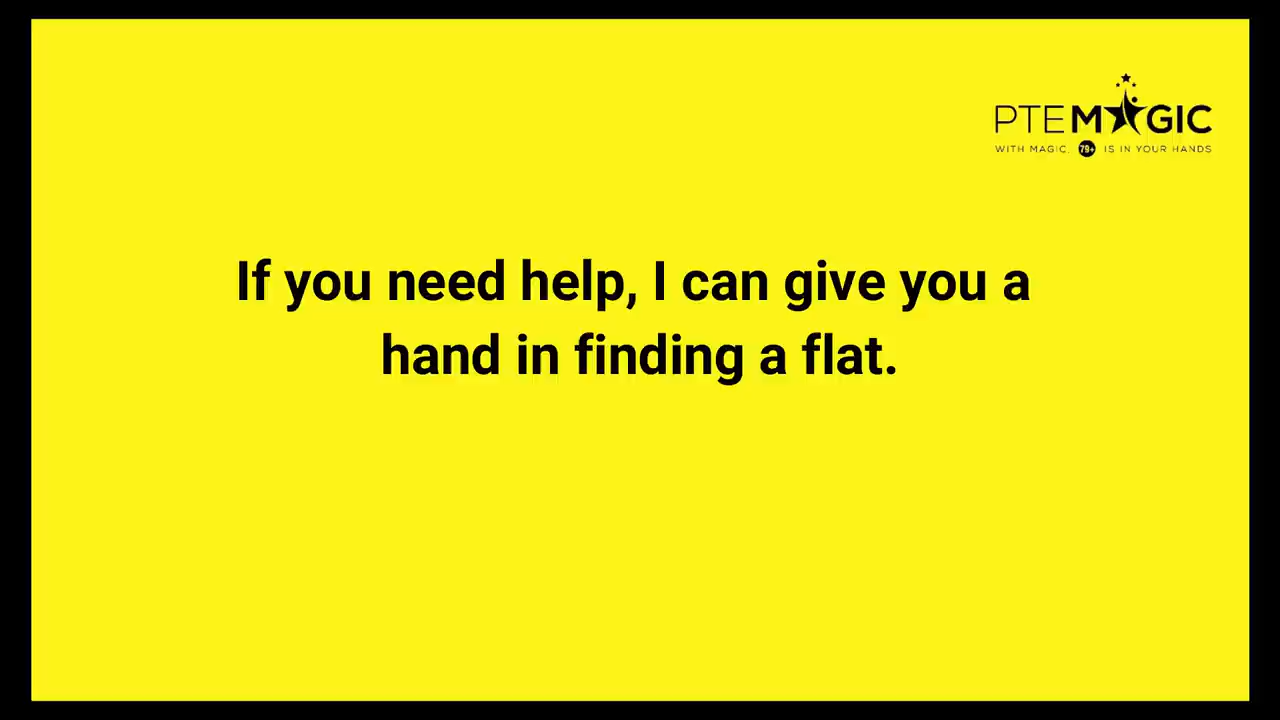 PTEMAGIC
WITH MAGIC, 79+ IS IN YOUR HANDS
If you need help, I can give you a
hand in finding a flat.